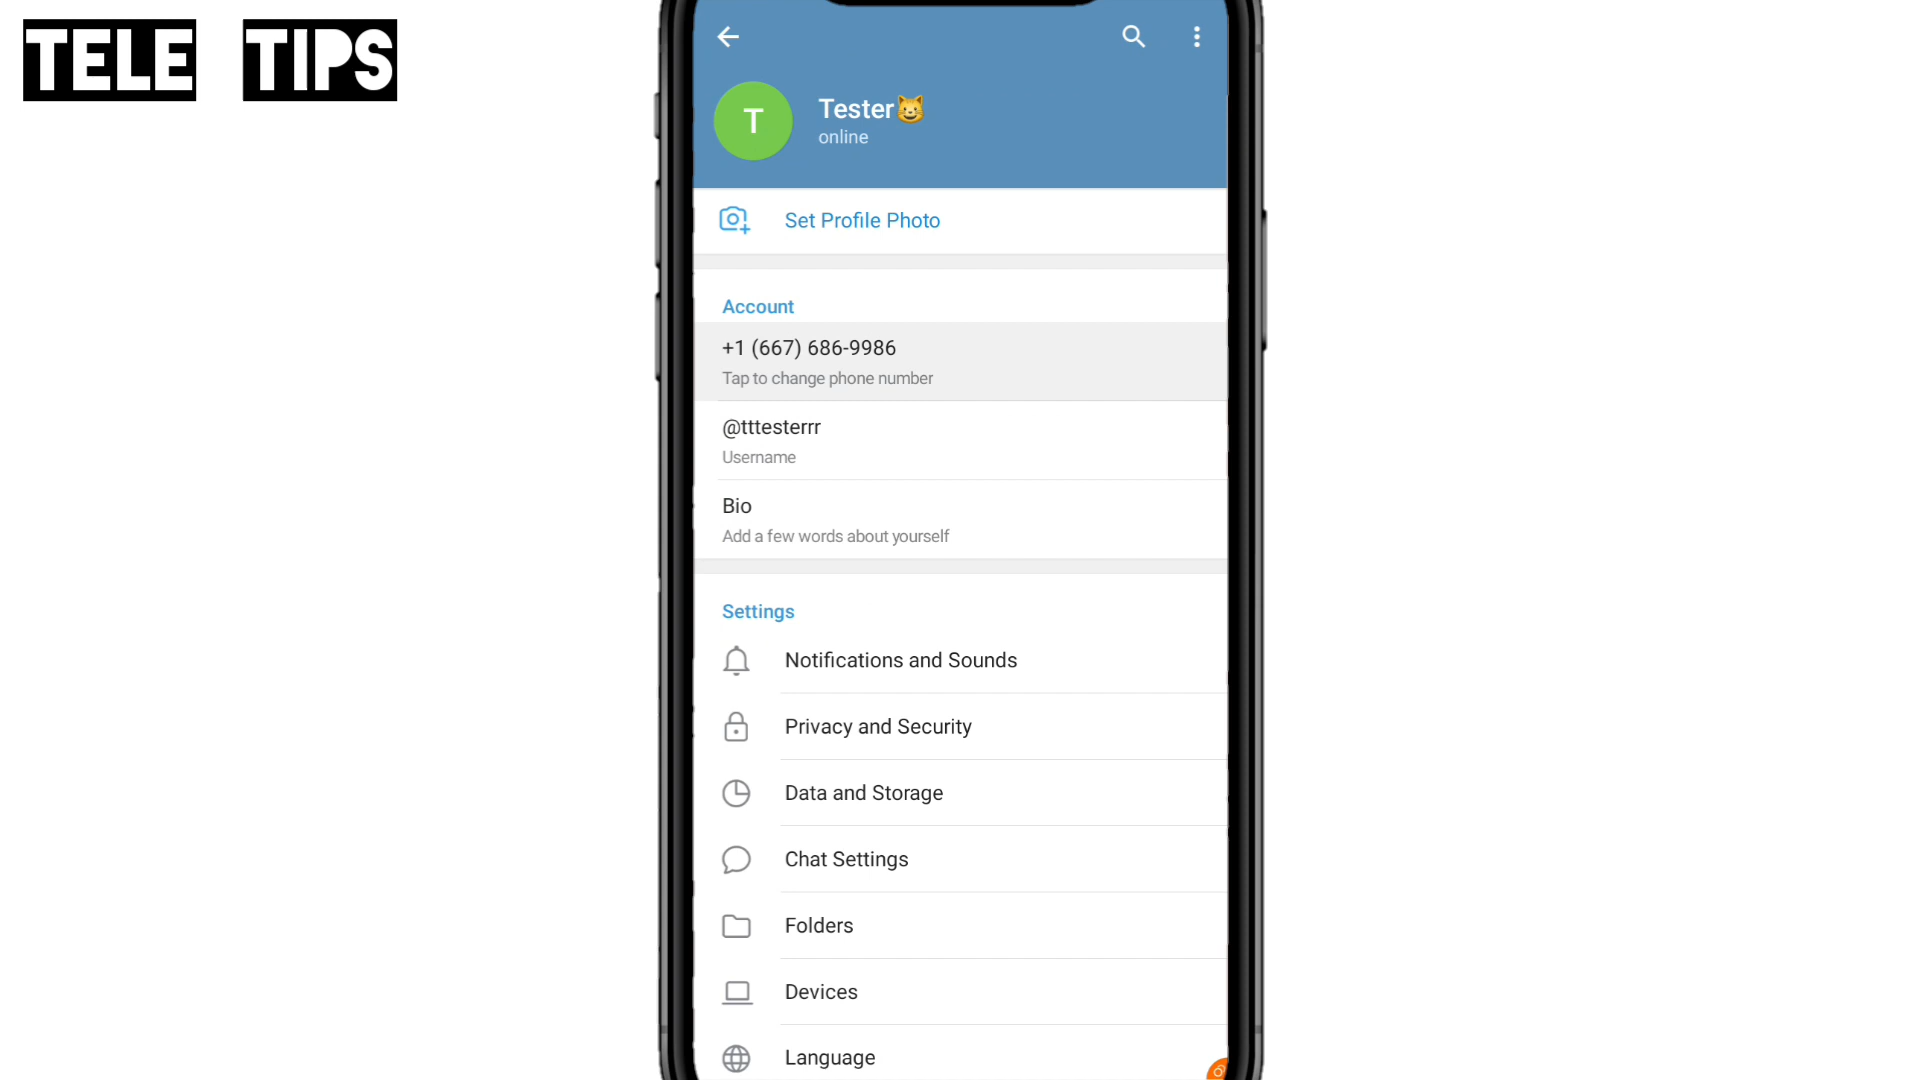 TELE TIPS
T
Tester😺
online
Set Profile Photo
Account
+1 (667) 686-9986
Tap to change phone number
@tttesterrr
Username
Bio
Add a few words about yourself
Settings
Notifications and Sounds
Privacy and Security
Data and Storage
Chat Settings
Folders
Devices
Language